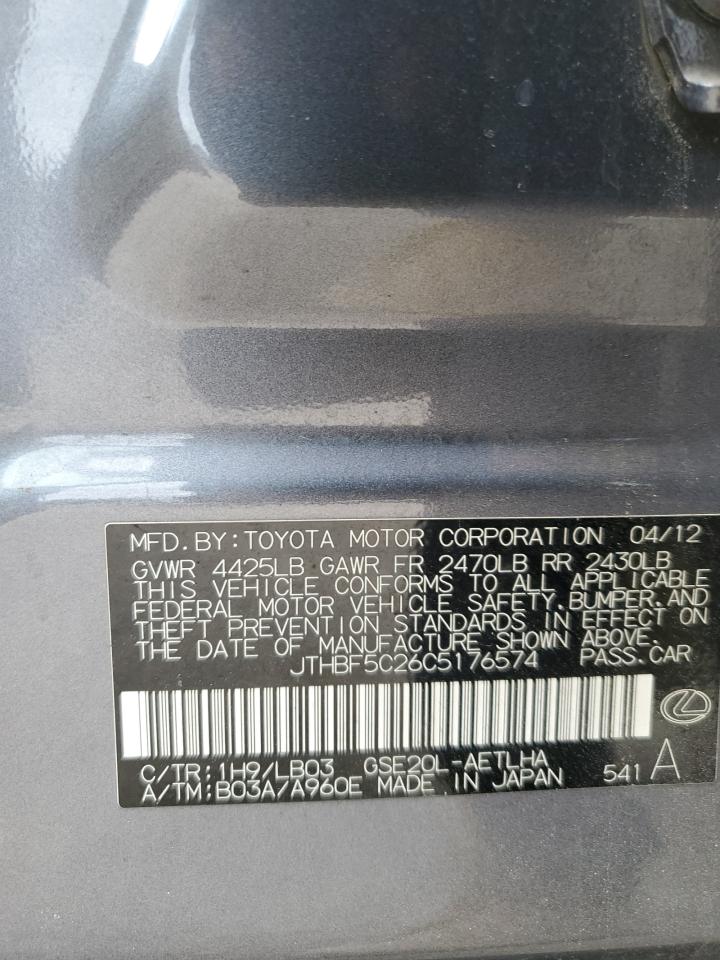 MFD.BY:TOYOTA MOTOR CORPORATION 04/12
GVWR 4425LB GAWR FR 2470LB RR 2430LB
THIS VEHICLE CONFORMS TO ALL APPLICABLE
FEDERAL MOTOR VEHICLE SAFETY,BUMPER,AND
THEFT PREVENTION STANDARDS IN EFFECT ON
THE DATE OF MANUFACTURE SHOWN ABOVE.
JTHBF5C26C5176574 PASS.CAR
C/TR:1H9/LB03 GSE20L-AETLHA
A/TM:B03A/A960E MADE IN JAPAN 541 A